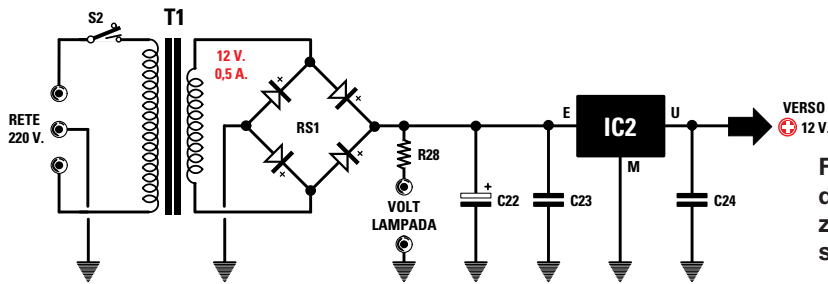 S2
T1
12 V.
0,5 A.
RETE
220 V.
RS1
R28
VOLT
LAMPADA
+
C22
C23
E
IC2
U
M
C24
VERSO
+ 12 V.
F
d
z
s